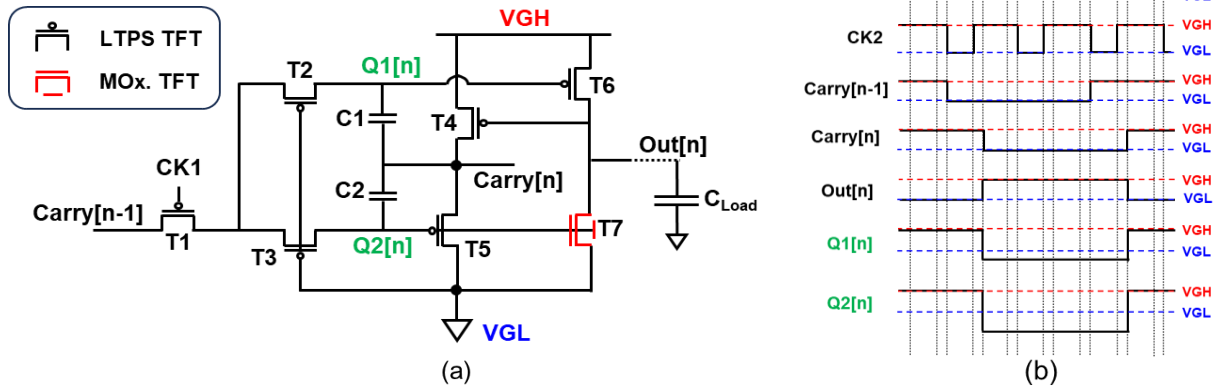 LTPS TFT
MOx. TFT
VGH
T2
Q1[n]
T6
C1
T4
CK1
Out[n]
C2
Carry[n]
Carry[n-1]
CLoad
T1
T3
Q2[n]
T5
T7
VGL
(a)
CK2
VGH
VGL
Carry[n-1]
VGH
VGL
Carry[n]
VGH
VGL
Out[n]
VGH
VGL
Q1[n]
VGH
VGL
Q2[n]
VGH
VGL
(b)